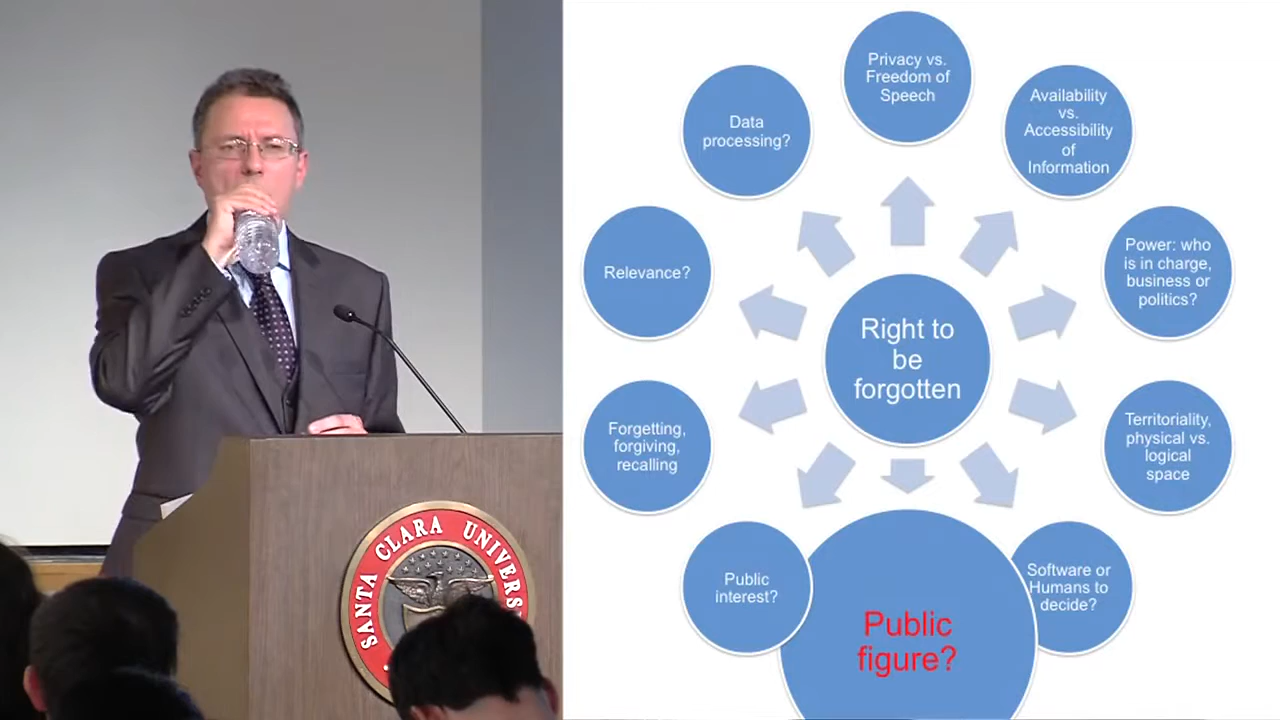 Privacy vs.
Freedom of
Speech
Availability
vs.
Accessibility
of
Information
Power: who
is in charge,
business or
politics?
Territoriality,
physical vs.
logical
space
Software or
Humans to
decide?
Public
figure?
Public
interest?
Forgetting,
forgiving,
recalling
Relevance?
Data
processing?
Right to
be
forgotten
SANTA CLARA UNIVERS